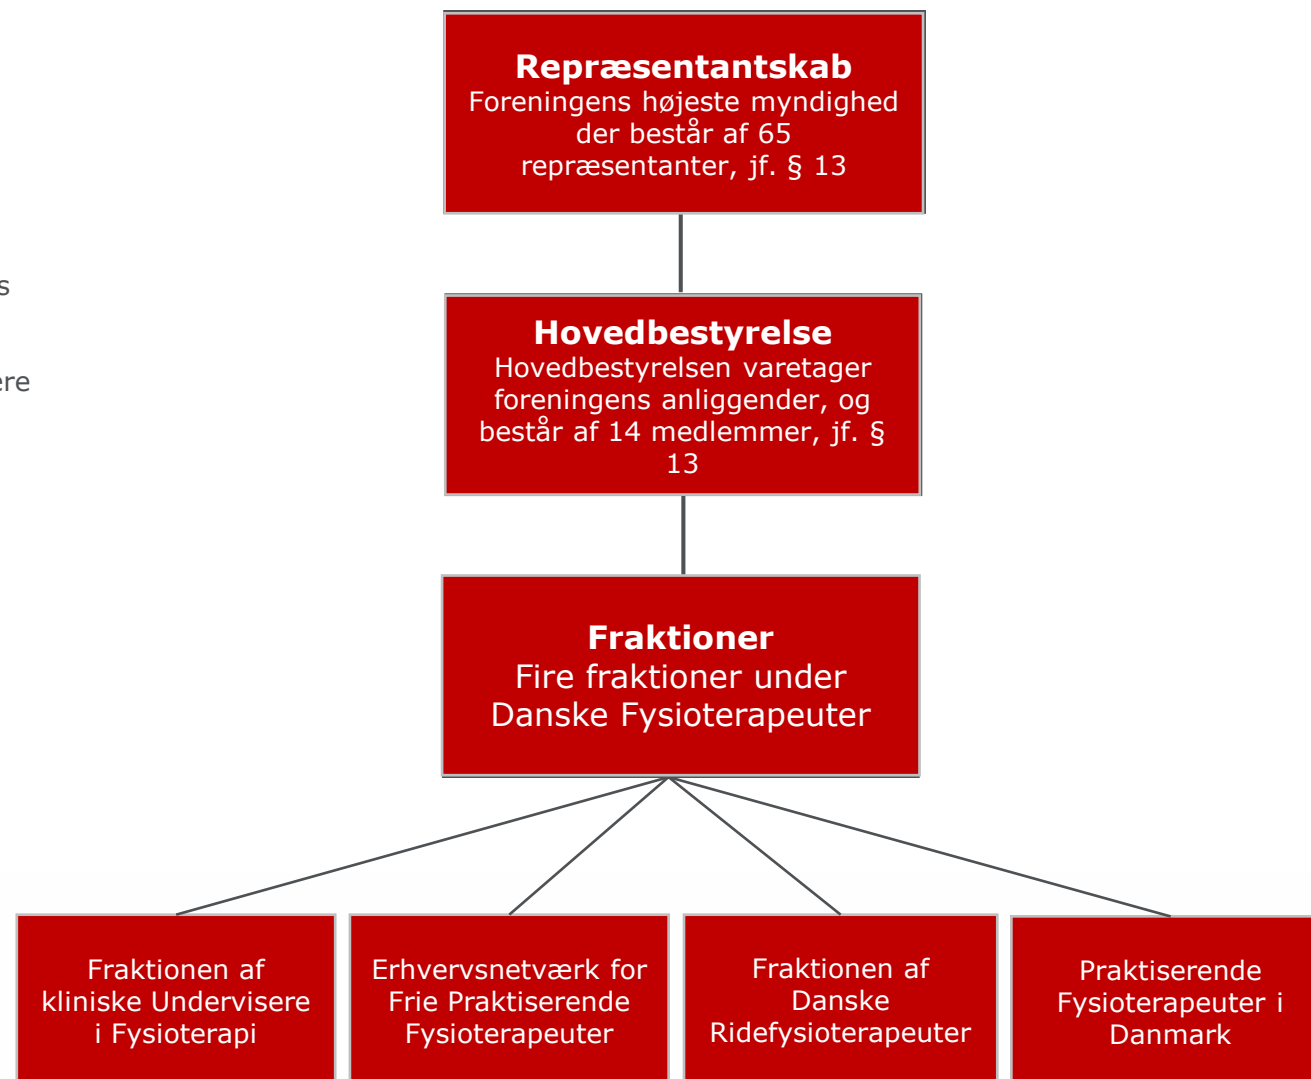 Repræsentantskab
Foreningens højeste myndighed
der består af 65
repræsentanter, jf. § 13
s
ere
Hovedbestyrelse
Hovedbestyrelsen varetager
foreningens anliggender, og
består af 14 medlemmer, jf. §
13
Fraktioner
Fire fraktioner under
Danske Fysioterapeuter
Fraktionen af
kliniske Undervisere
i Fysioterapi
Erhvervsnetværk for
Frie Praktiserende
Fysioterapeuter
Fraktionen af
Danske
Ridefysioterapeuter
Praktiserende
Fysioterapeuter i
Danmark